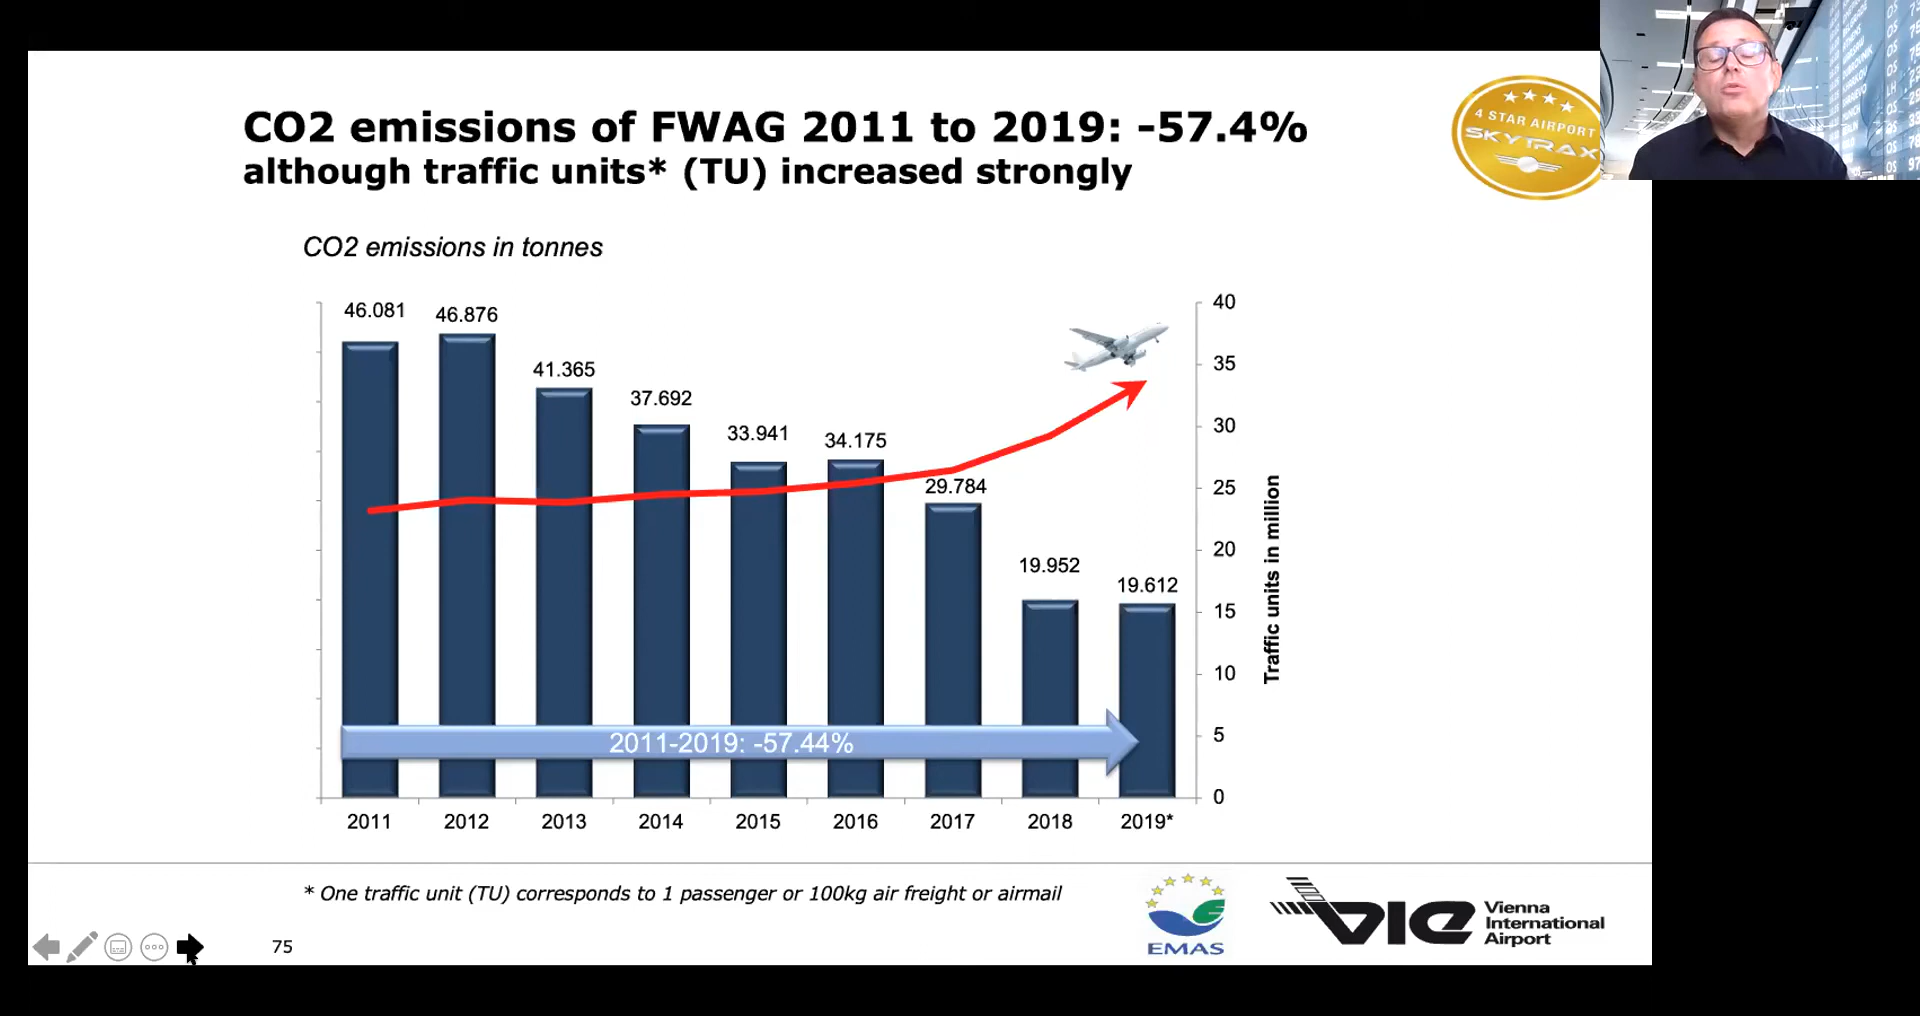 CO2 emissions of FWAG 2011 to 2019: -57.4%
although traffic units* (TU) increased strongly
4 STAR AIRPORT
SKYTRAX
CO2 emissions in tonnes
46.081
46.876
41.365
37.692
33.941
34.175
29.784
19.952
19.612
40
35
30
25
20
15
10
5
0
Traffic units in million
2011-2019: -57.44%
2011
2012
2013
2014
2015
2016
2017
2018
2019*
* One traffic unit (TU) corresponds to 1 passenger or 100kg air freight or airmail
EMAS
VIE
Vienna
International
Airport
75